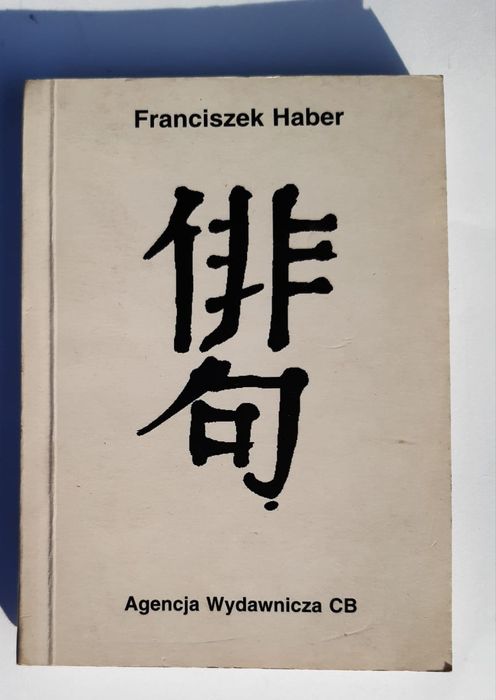 Franciszek Haber
俳
句
Agencja Wydawnicza CB